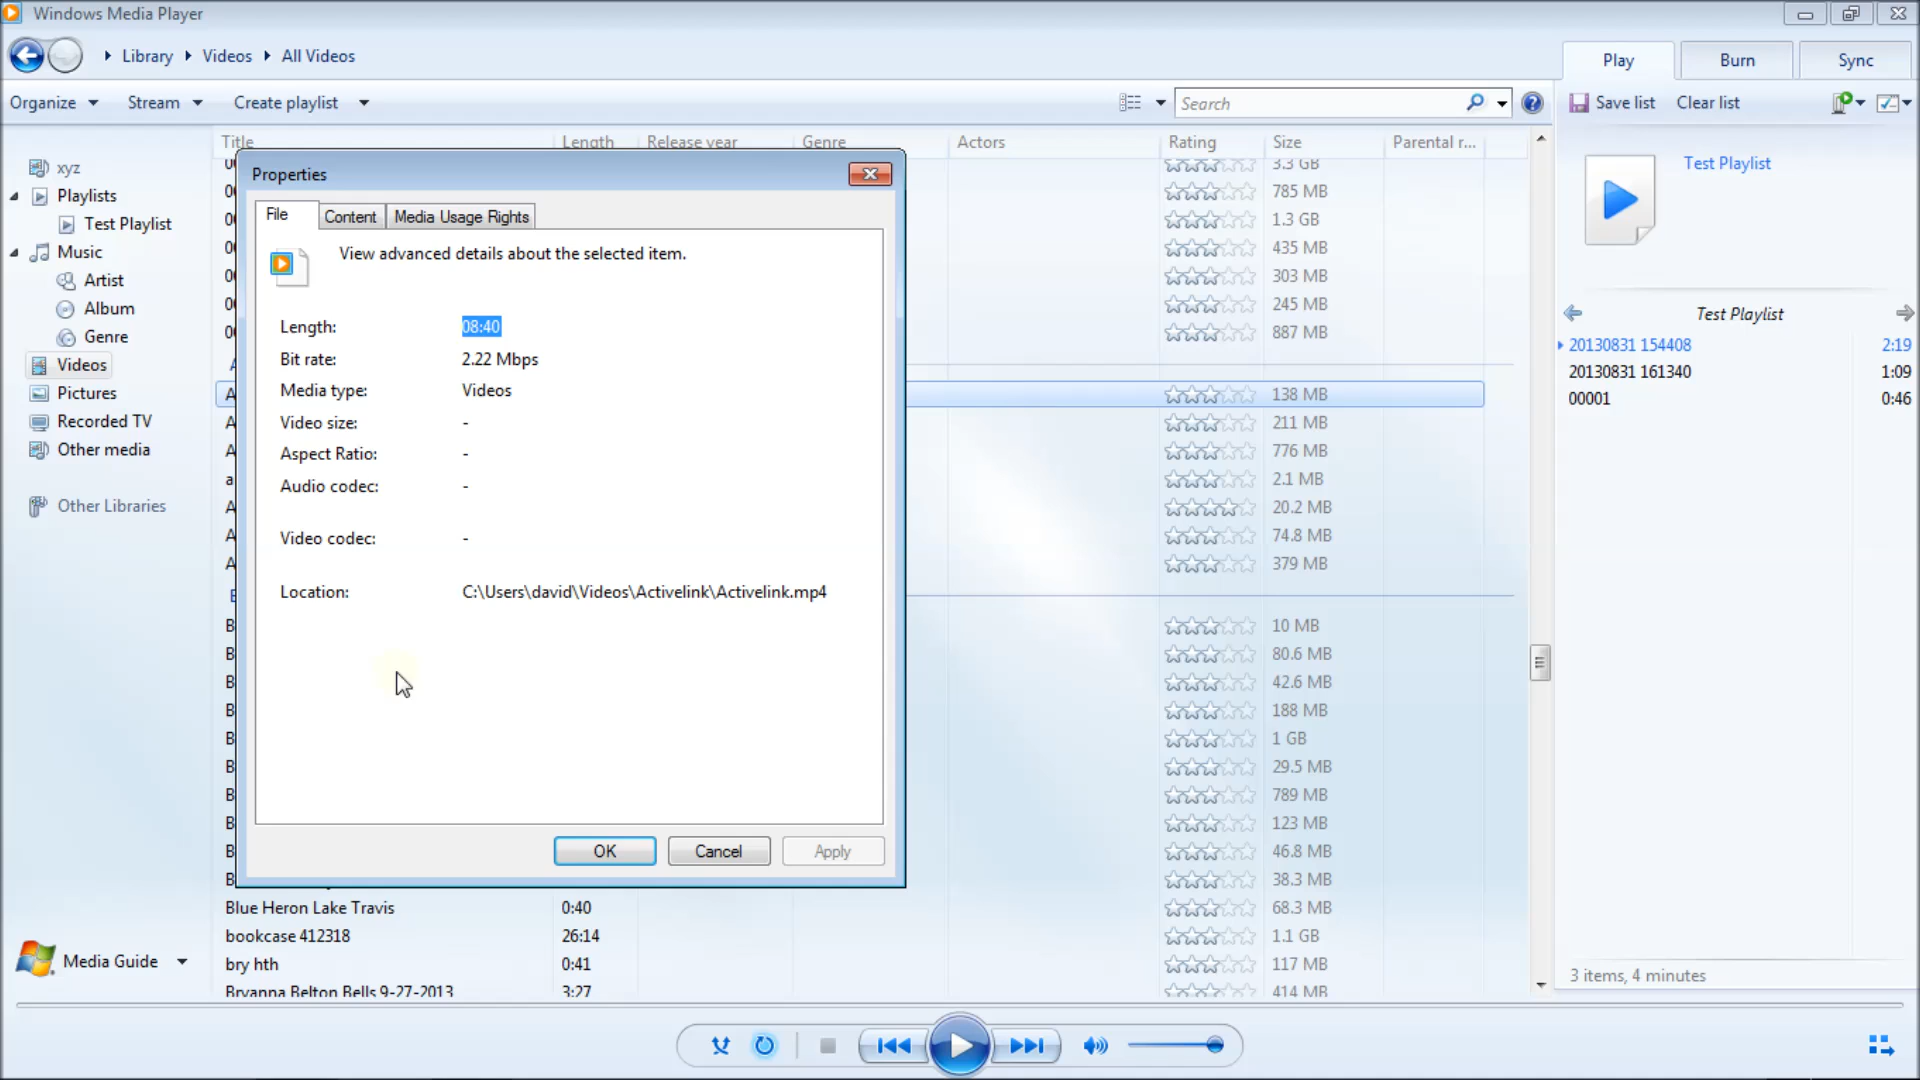 Windows Media Player
Library Videos All Videos
Play Burn Sync
Organize Stream Create playlist
Search
Save list Clear list
Title Length Release year Genre Actors Rating Size Parental r...
xyz
Playlists
Test Playlist
Music
Artist
Album
Genre
Videos
Pictures
Recorded TV
Other media
Other Libraries
Media Guide
Properties
File Content Media Usage Rights
View advanced details about the selected item.
Length: 08:40
Bit rate: 2.22 Mbps
Media type: Videos
Video size: -
Aspect Ratio: -
Audio codec: -
Video codec: -
Location: C:\Users\david\Videos\Activelink\Activelink.mp4
OK Cancel Apply
3.3 GB
785 MB
1.3 GB
435 MB
303 MB
245 MB
887 MB
138 MB
211 MB
776 MB
2.1 MB
20.2 MB
74.8 MB
379 MB
10 MB
80.6 MB
42.6 MB
188 MB
1 GB
29.5 MB
789 MB
123 MB
46.8 MB
38.3 MB
Blue Heron Lake Travis 0:40 68.3 MB
bookcase 412318 26:14 1.1 GB
bry hth 0:41 117 MB
Bryanna Belton Bells 9-27-2013 3:27 414 MB
Test Playlist
Test Playlist
20130831 154408 2:19
20130831 161340 1:09
00001 0:46
3 items, 4 minutes